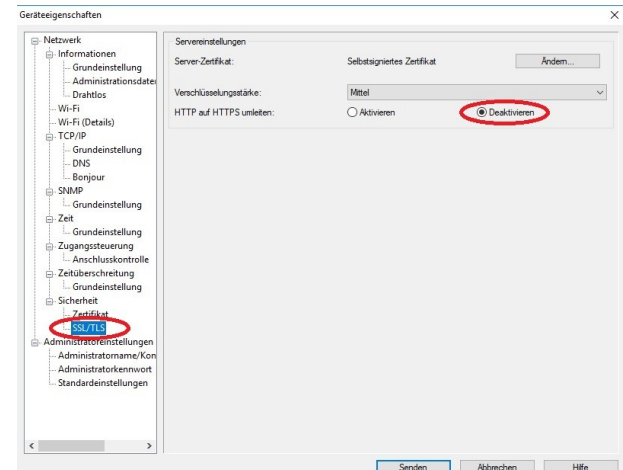 Geräteeigenschaften
Netzwerk
Informationen
Grundeinstellung
Administrationsdatei
Drahtlos
Wi-Fi
Wi-Fi (Details)
TCP/IP
Grundeinstellung
DNS
Bonjour
SNMP
Grundeinstellung
Zeit
Grundeinstellung
Zugangssteuerung
Anschlusskontrolle
Zeitüberschreitung
Grundeinstellung
Sicherheit
Zertifikat
SSL/TLS
Administratoreinstellungen
Administratorname/Kon
Administratorkennwort
Standardeinstellungen
Servereinstellungen
Server-Zertifikat: Selbstsigniertes Zertifikat Ändern...
Verschlüsselungsstärke: Mittel
HTTP auf HTTPS umleiten: Aktivieren Deaktivieren
Senden Abbrechen Hilfe